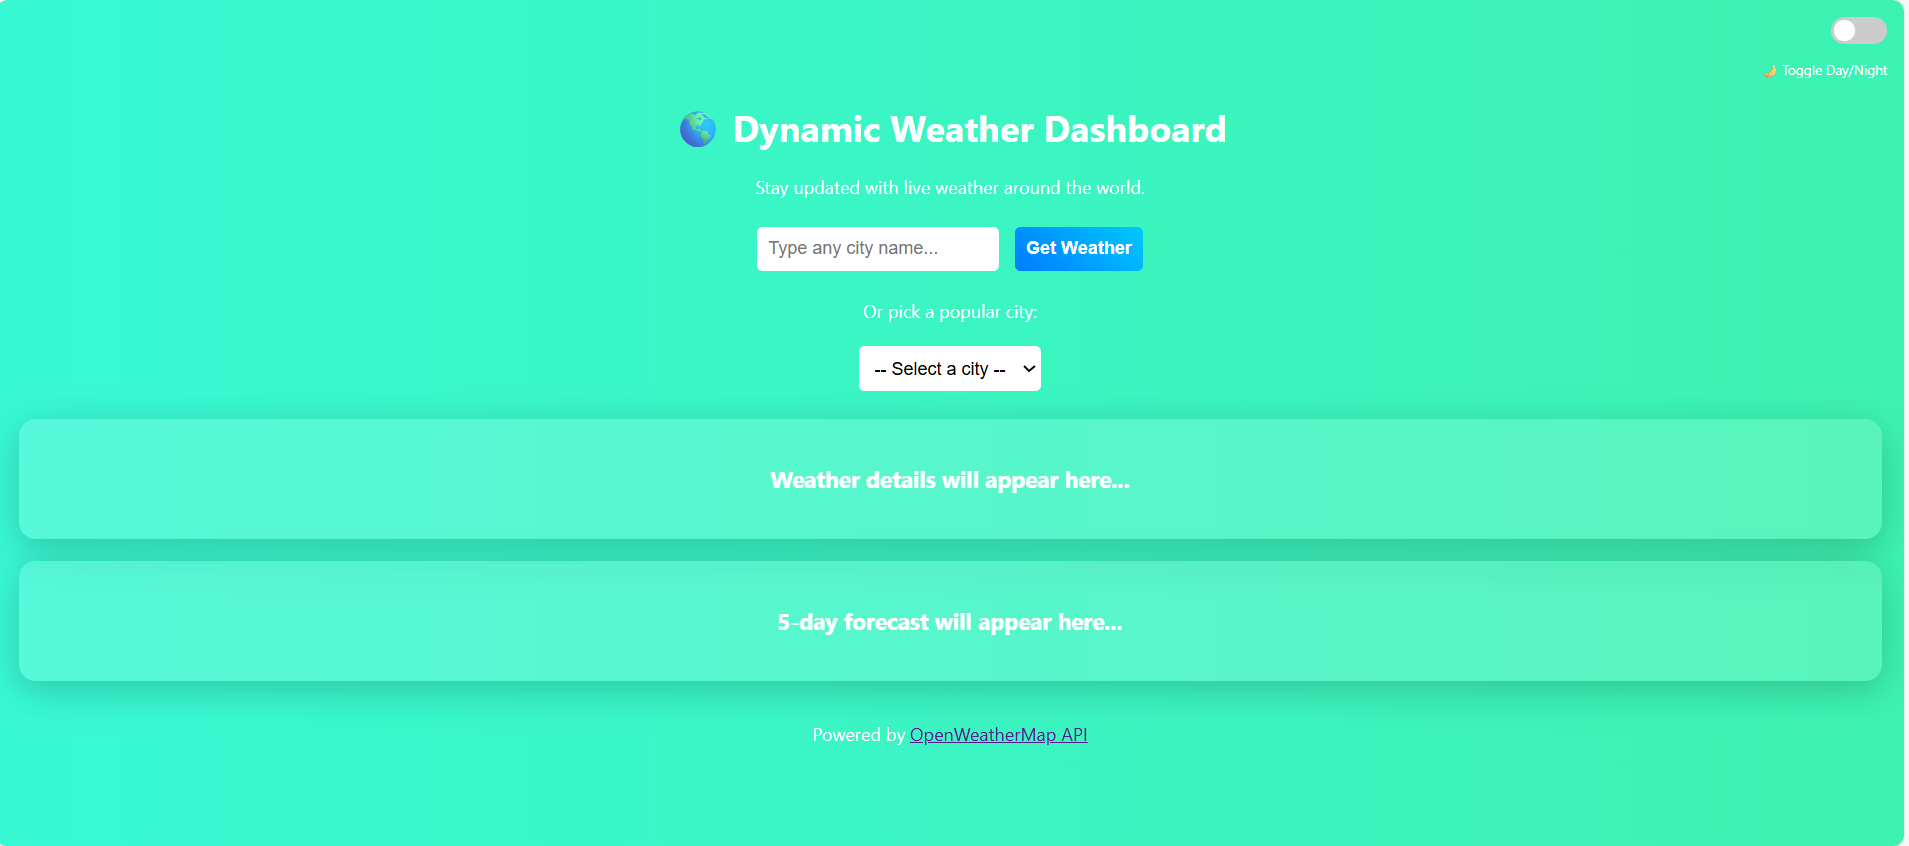 🌙 Toggle Day/Night
🌎 Dynamic Weather Dashboard
Stay updated with live weather around the world.
Type any city name...
Get Weather
Or pick a popular city:
-- Select a city --
Weather details will appear here...
5-day forecast will appear here...
Powered by OpenWeatherMap API